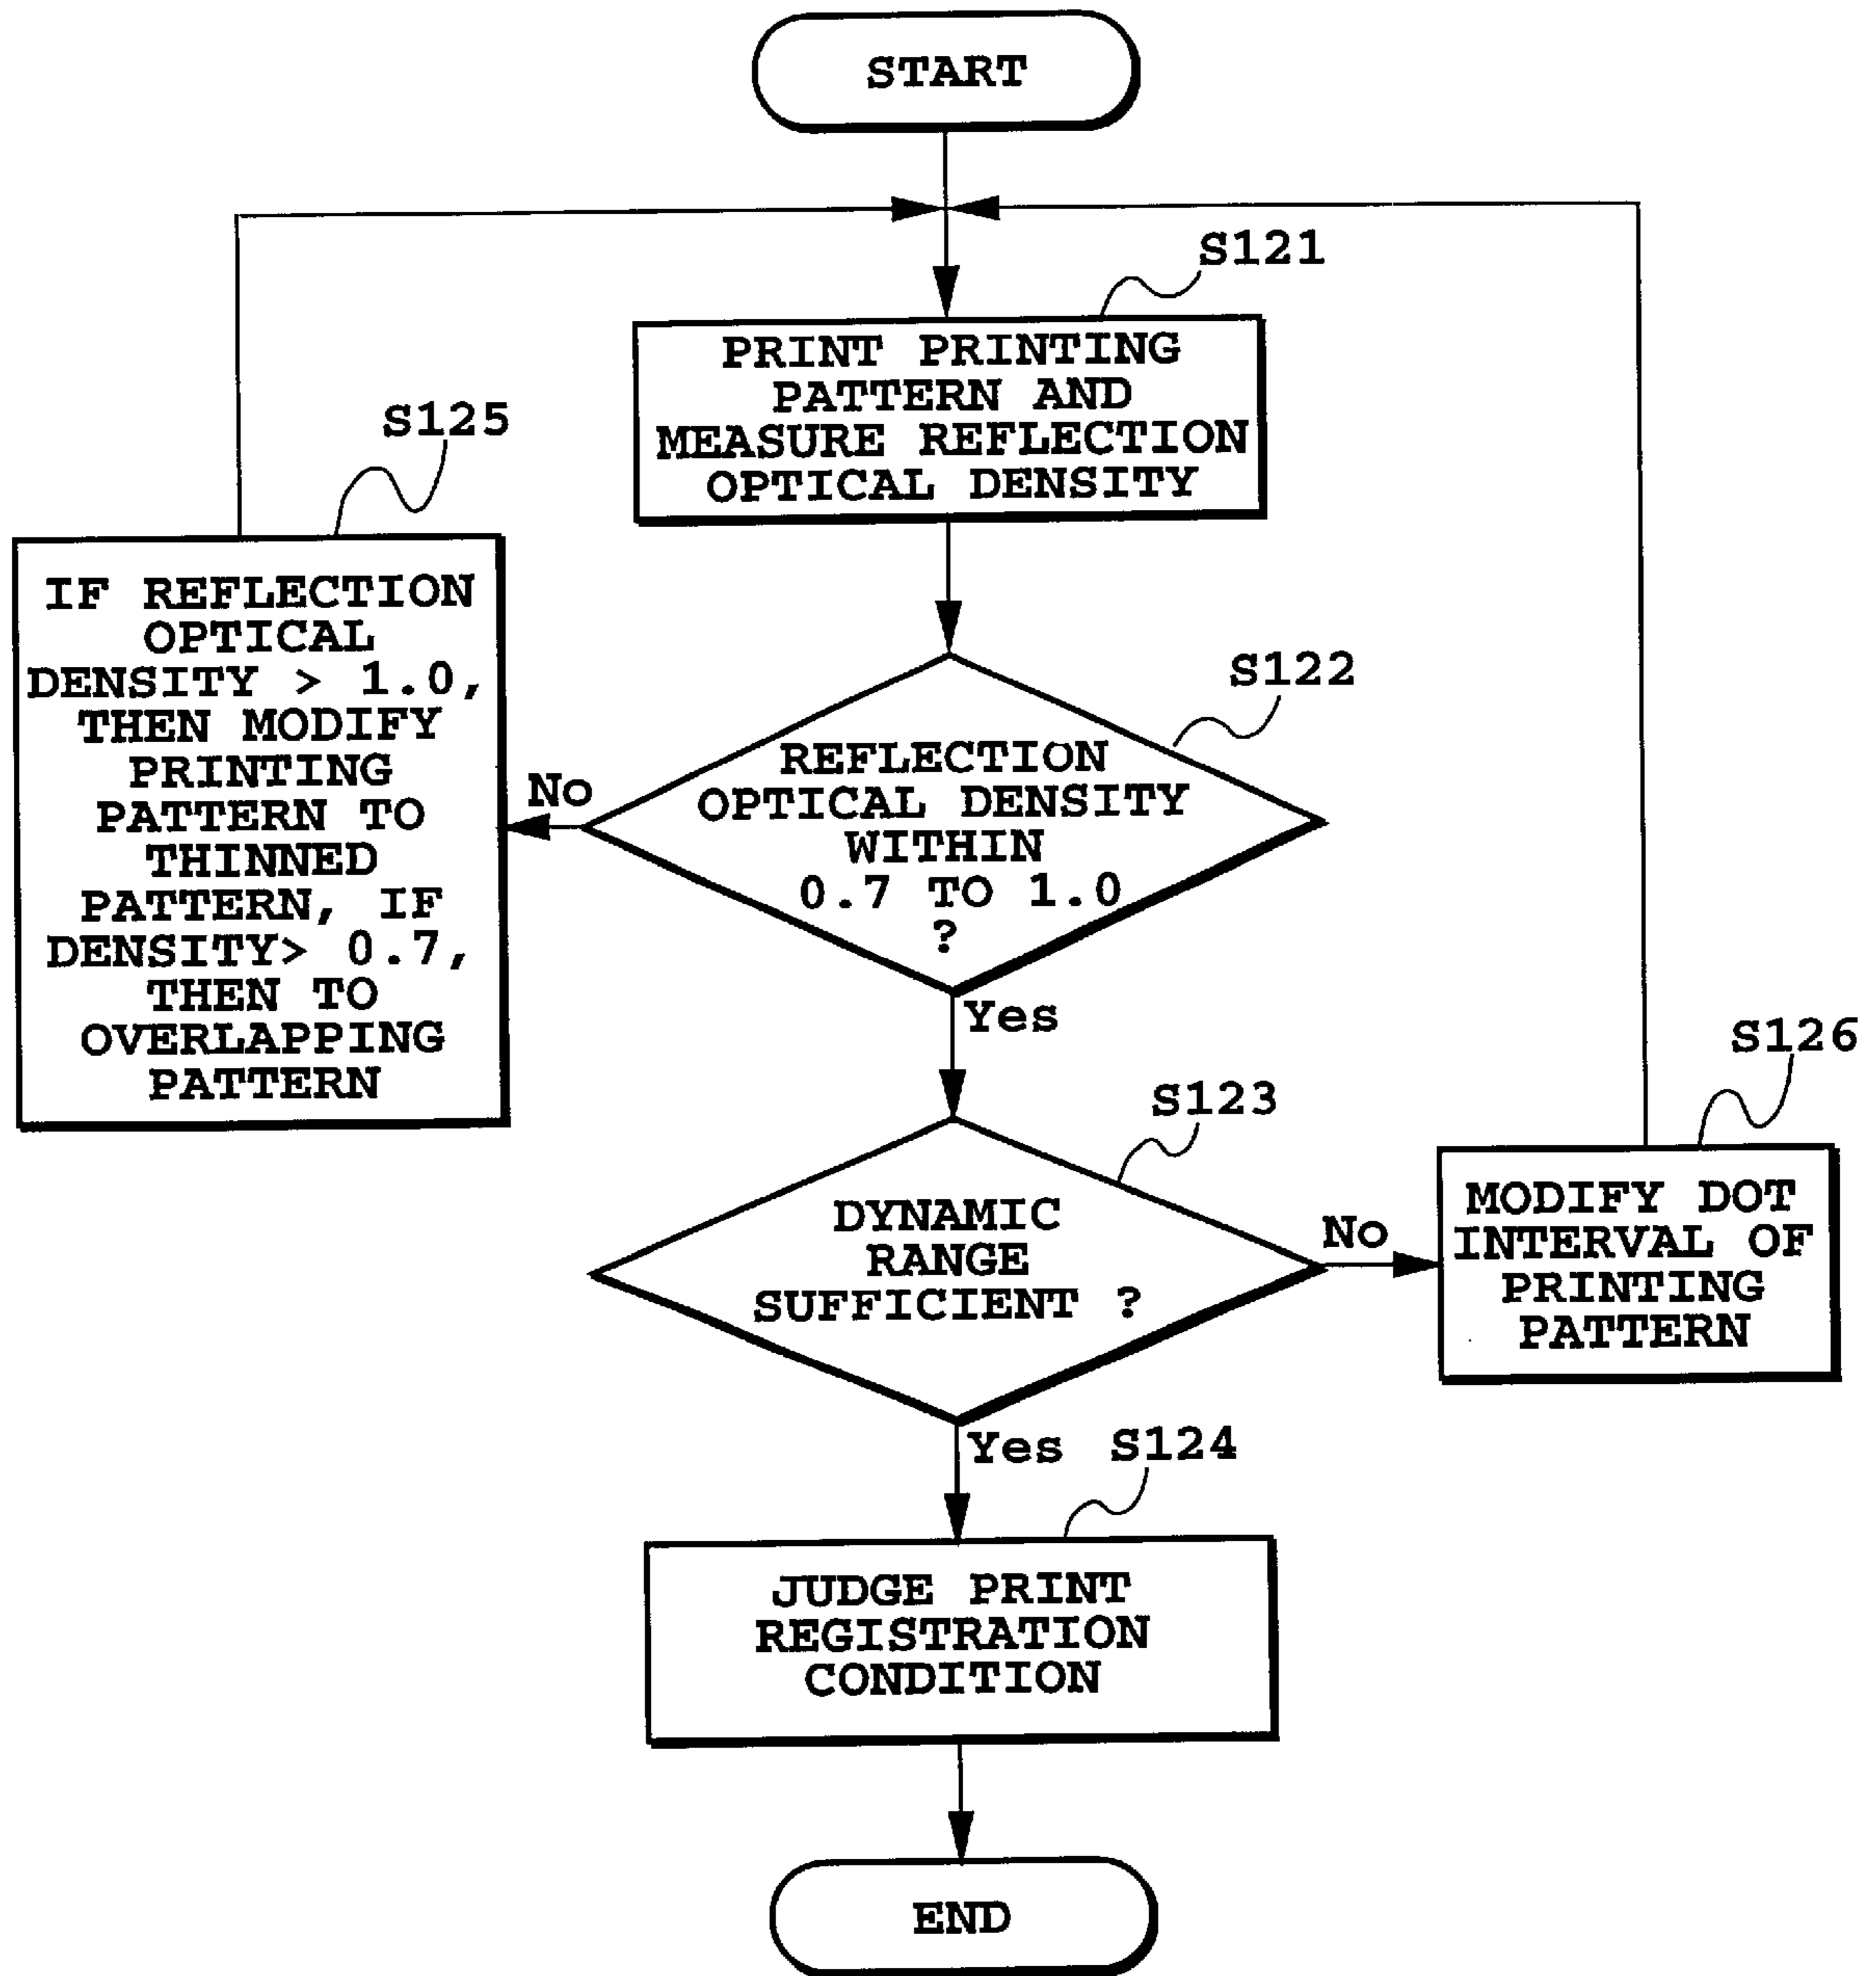 START
S121
PRINT PRINTING
PATTERN AND
MEASURE REFLECTION
OPTICAL DENSITY
S125
IF REFLECTION
OPTICAL
DENSITY > 1.0,
THEN MODIFY
PRINTING
PATTERN TO
THINNED
PATTERN, IF
DENSITY> 0.7,
THEN TO
OVERLAPPING
PATTERN
S122
REFLECTION
OPTICAL DENSITY
WITHIN
0.7 TO 1.0
?
No
Yes
S123
DYNAMIC
RANGE
SUFFICIENT ?
No
S126
MODIFY DOT
INTERVAL OF
PRINTING
PATTERN
Yes
S124
JUDGE PRINT
REGISTRATION
CONDITION
END